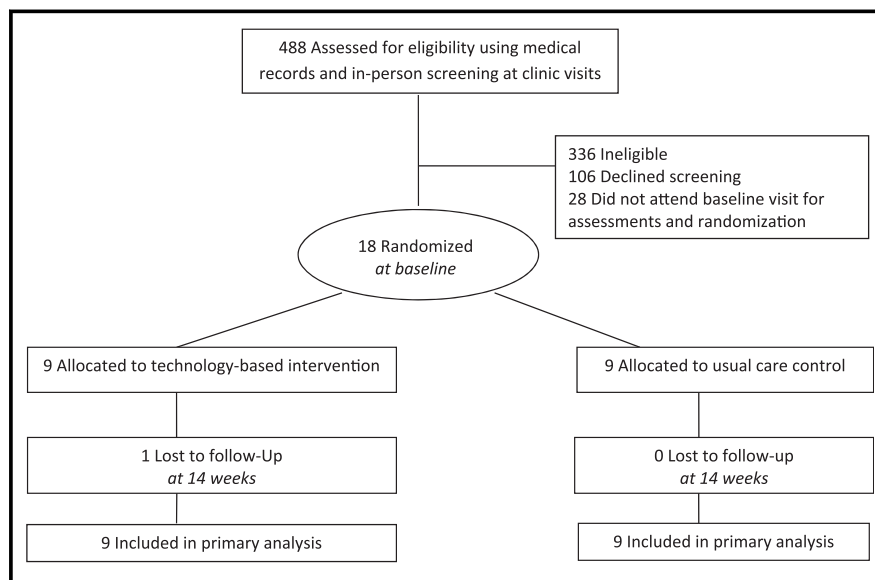 488 Assessed for eligibility using medical
records and in-person screening at clinic visits
336 Ineligible
106 Declined screening
28 Did not attend baseline visit for
assessments and randomization
18 Randomized
at baseline
9 Allocated to technology-based intervention
9 Allocated to usual care control
1 Lost to follow-Up
at 14 weeks
0 Lost to follow-up
at 14 weeks
9 Included in primary analysis
9 Included in primary analysis